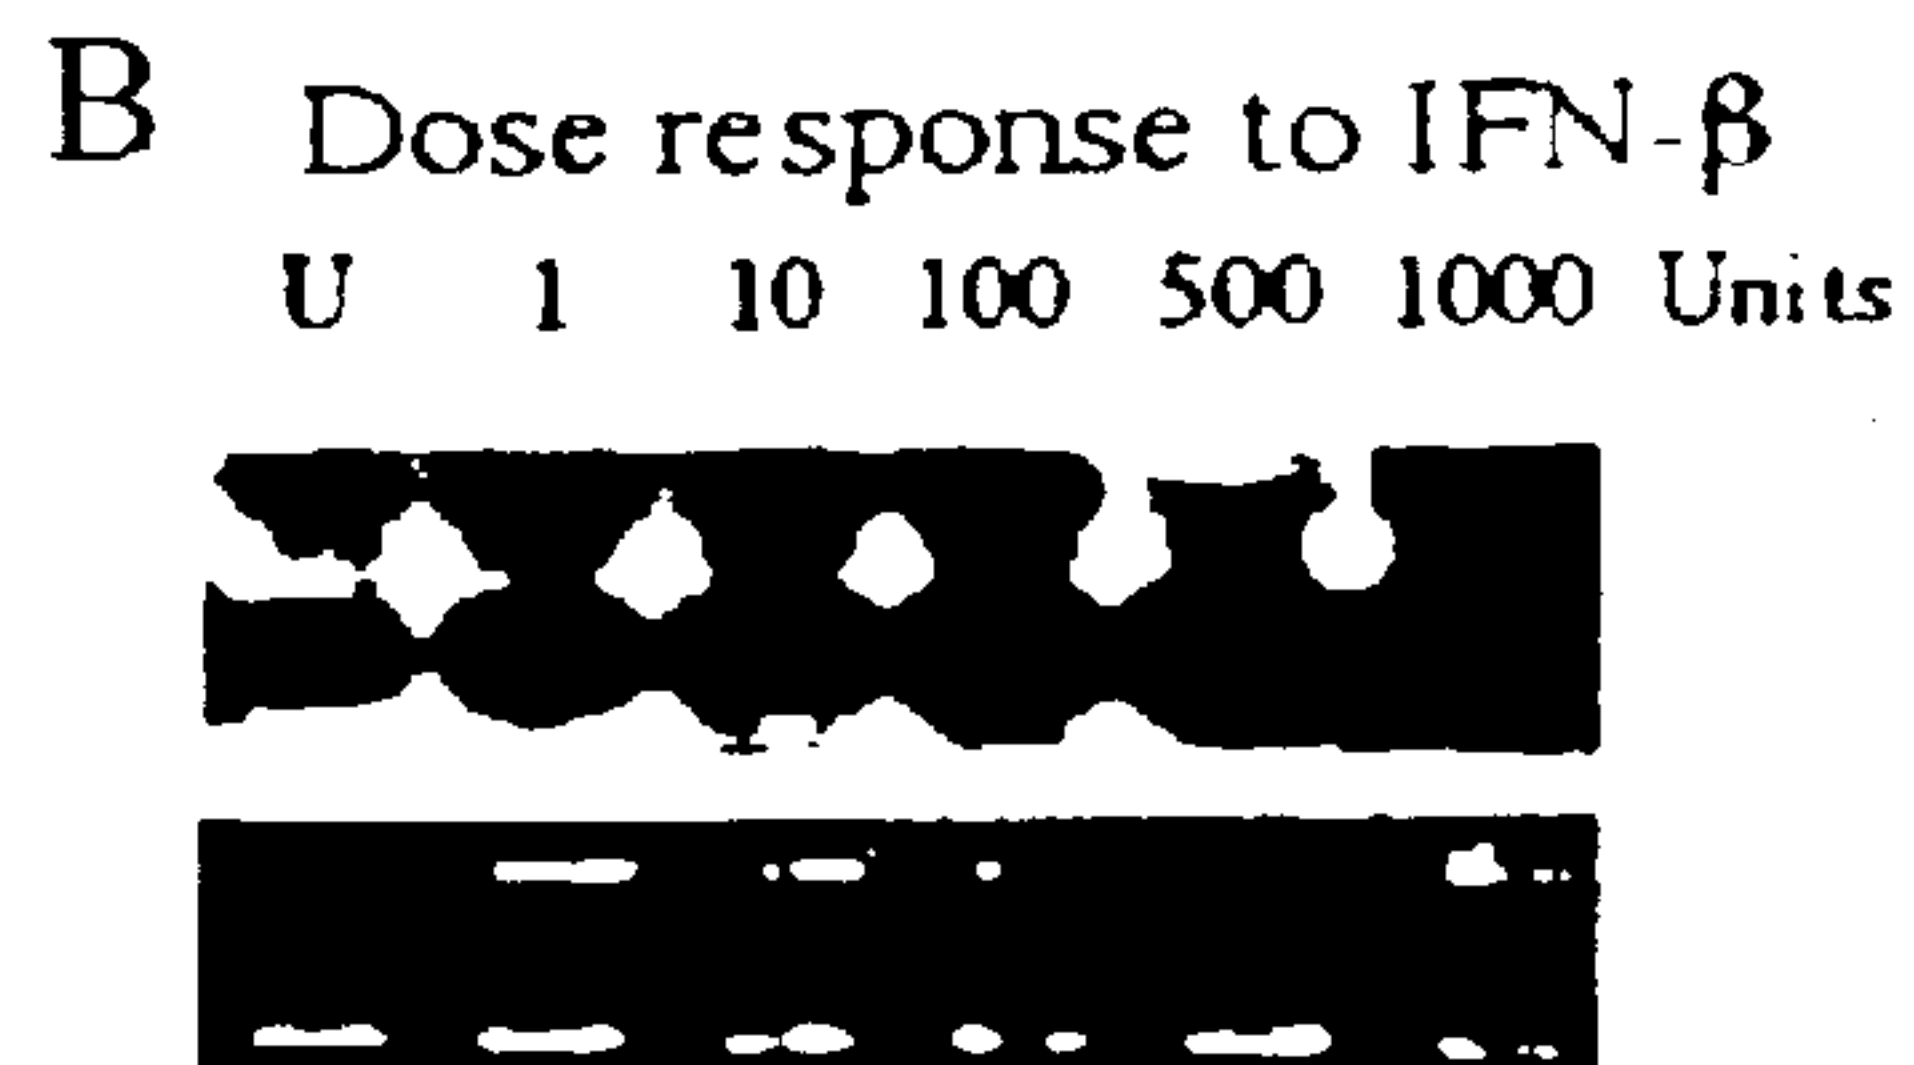 B Dose response to IFN-β
U 1 10 100 500 1000 Units